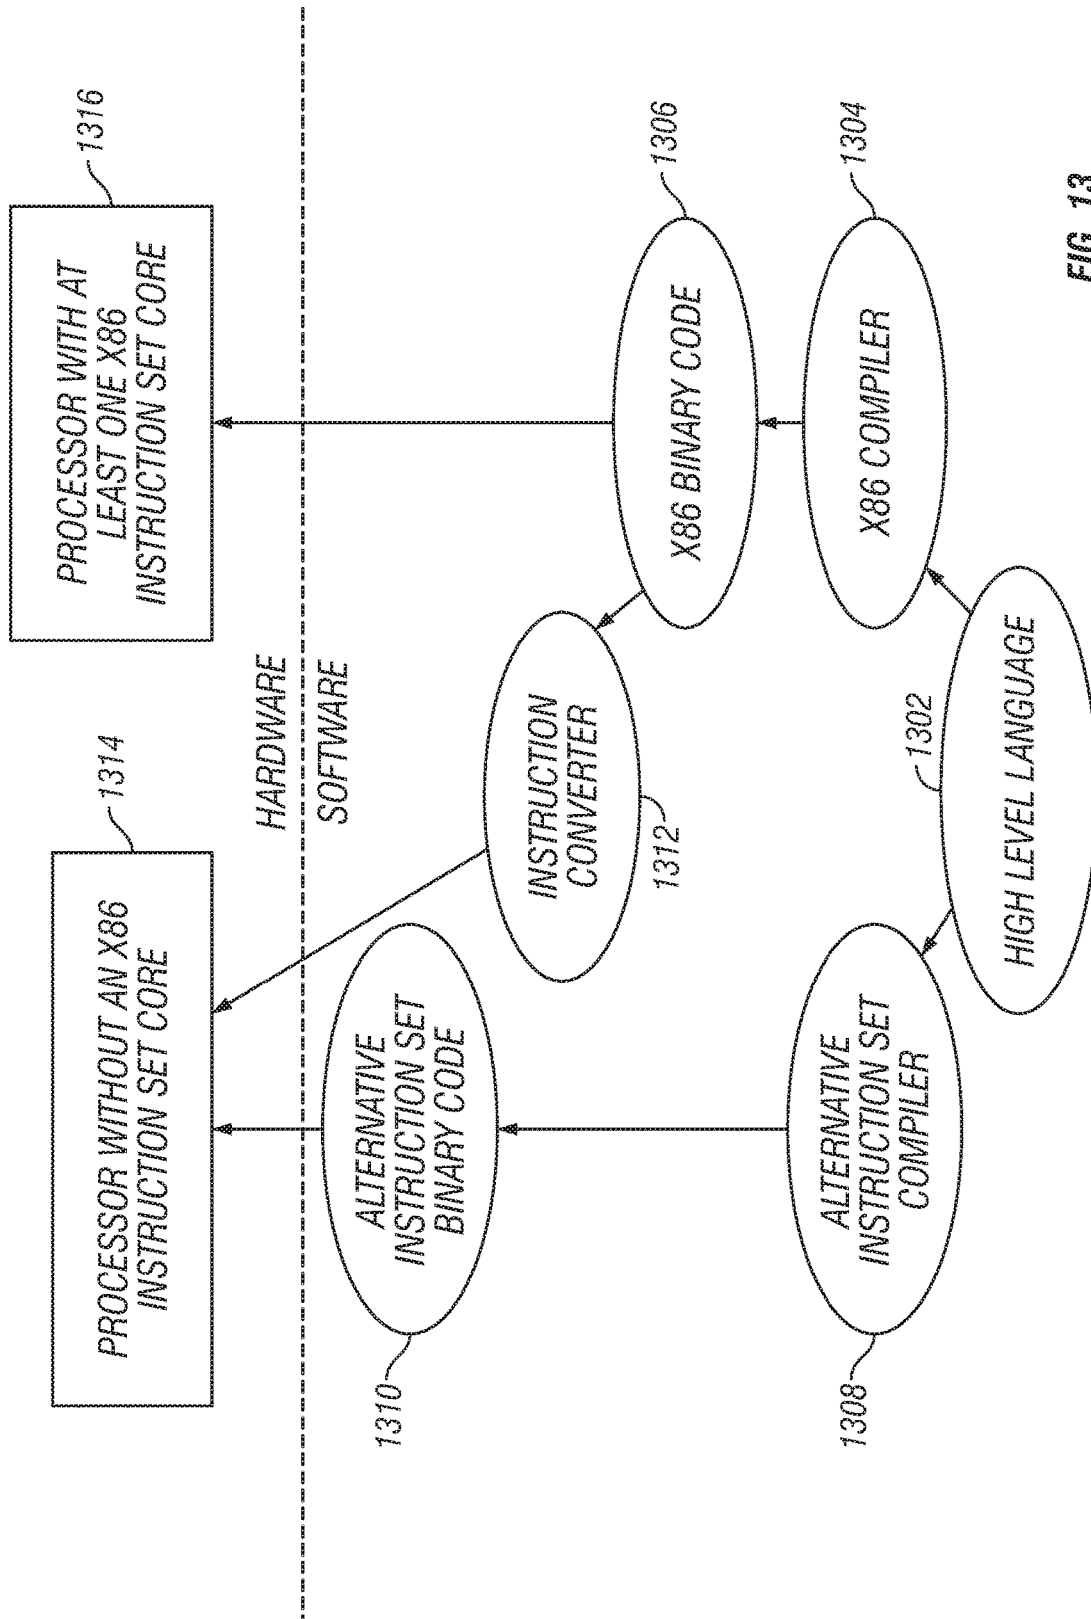 PROCESSOR WITHOUT AN X86
INSTRUCTION SET CORE
1314
PROCESSOR WITH AT
LEAST ONE X86
INSTRUCTION SET CORE
1316
HARDWARE
SOFTWARE
1310
ALTERNATIVE
INSTRUCTION SET
BINARY CODE
INSTRUCTION
CONVERTER
1312
X86 BINARY CODE
1306
1308
ALTERNATIVE
INSTRUCTION SET
COMPILER
X86 COMPILER
1304
1302
HIGH LEVEL LANGUAGE
FIG. 13